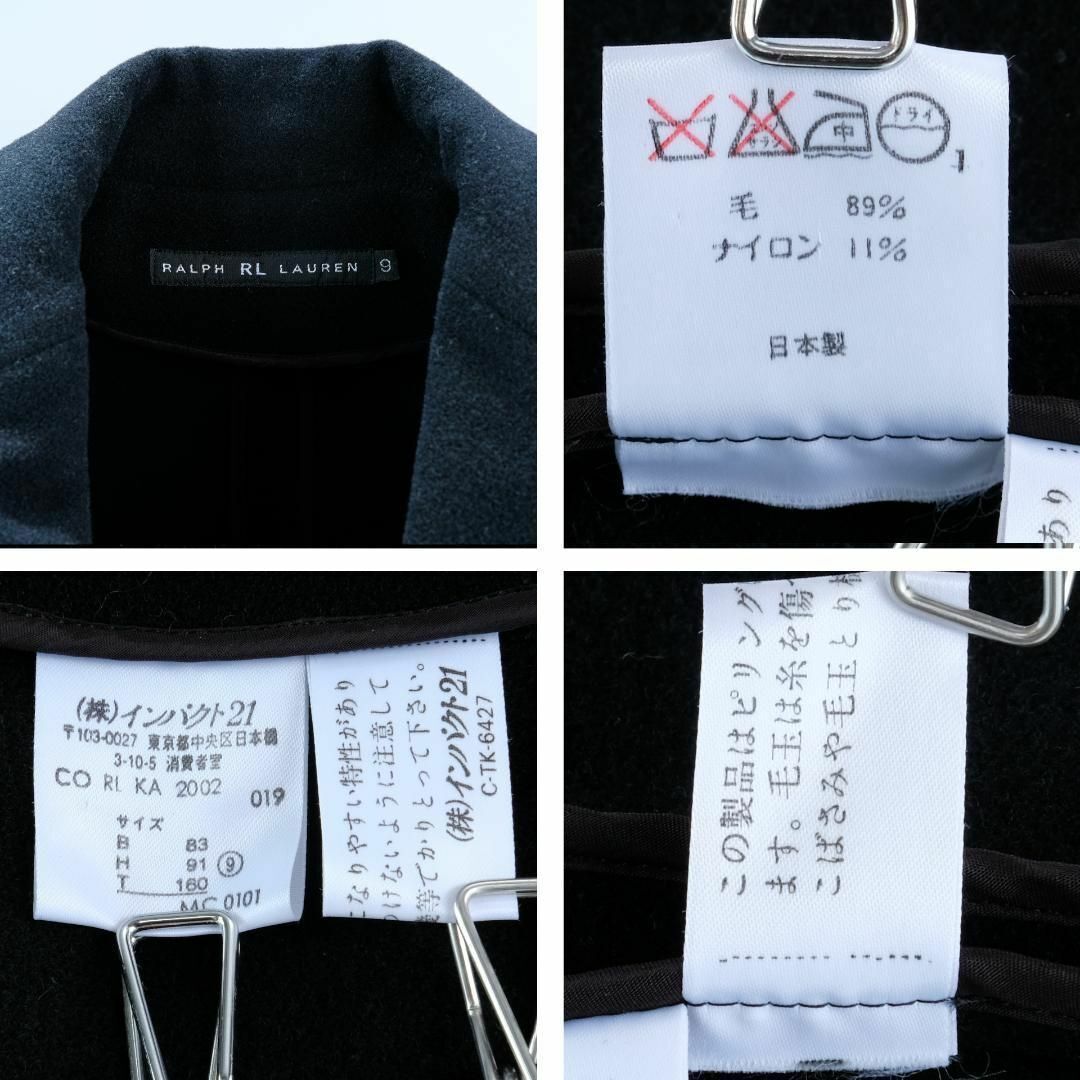 RALPH RL LAUREN 9
中
ドライ
1
毛 89%
ナイロン 11%
日本製
あり
(株)インパクト21
〒103-0027 東京都中央区日本橋
3-10-5 消費者室
CO RL KA 2002
019
サイズ
B 83
H 91 ⑨
T 160
MC 0101
になりやすい特性があり
つけないように注意して
等でかりとって下さい。
(株)インパクト21
C-TK-6427
この製品はピリング
ます。毛玉は糸を傷
こばさみや毛玉とり